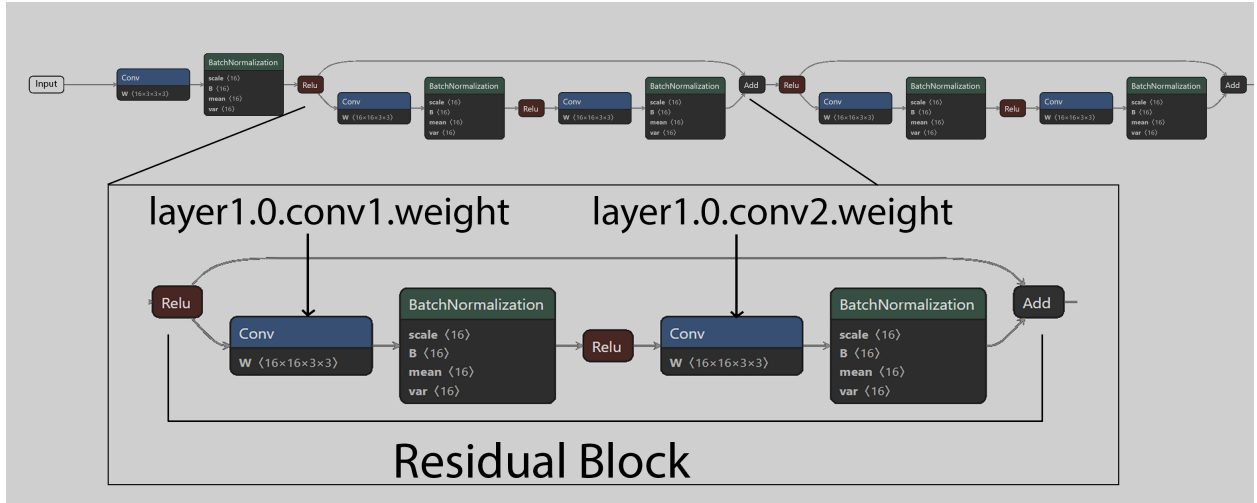 Input
Conv
W ⟨16×3×3×3⟩
BatchNormalization
scale ⟨16⟩
B ⟨16⟩
mean ⟨16⟩
var ⟨16⟩
Relu
Conv
W ⟨16×16×3×3⟩
BatchNormalization
scale ⟨16⟩
B ⟨16⟩
mean ⟨16⟩
var ⟨16⟩
Relu
Conv
W ⟨16×16×3×3⟩
BatchNormalization
scale ⟨16⟩
B ⟨16⟩
mean ⟨16⟩
var ⟨16⟩
Add
Relu
Conv
W ⟨16×16×3×3⟩
BatchNormalization
scale ⟨16⟩
B ⟨16⟩
mean ⟨16⟩
var ⟨16⟩
Relu
Conv
W ⟨16×16×3×3⟩
BatchNormalization
scale ⟨16⟩
B ⟨16⟩
mean ⟨16⟩
var ⟨16⟩
Add
layer1.0.conv1.weight
layer1.0.conv2.weight
Relu
Conv
W ⟨16×16×3×3⟩
BatchNormalization
scale ⟨16⟩
B ⟨16⟩
mean ⟨16⟩
var ⟨16⟩
Relu
Conv
W ⟨16×16×3×3⟩
BatchNormalization
scale ⟨16⟩
B ⟨16⟩
mean ⟨16⟩
var ⟨16⟩
Add
Residual Block